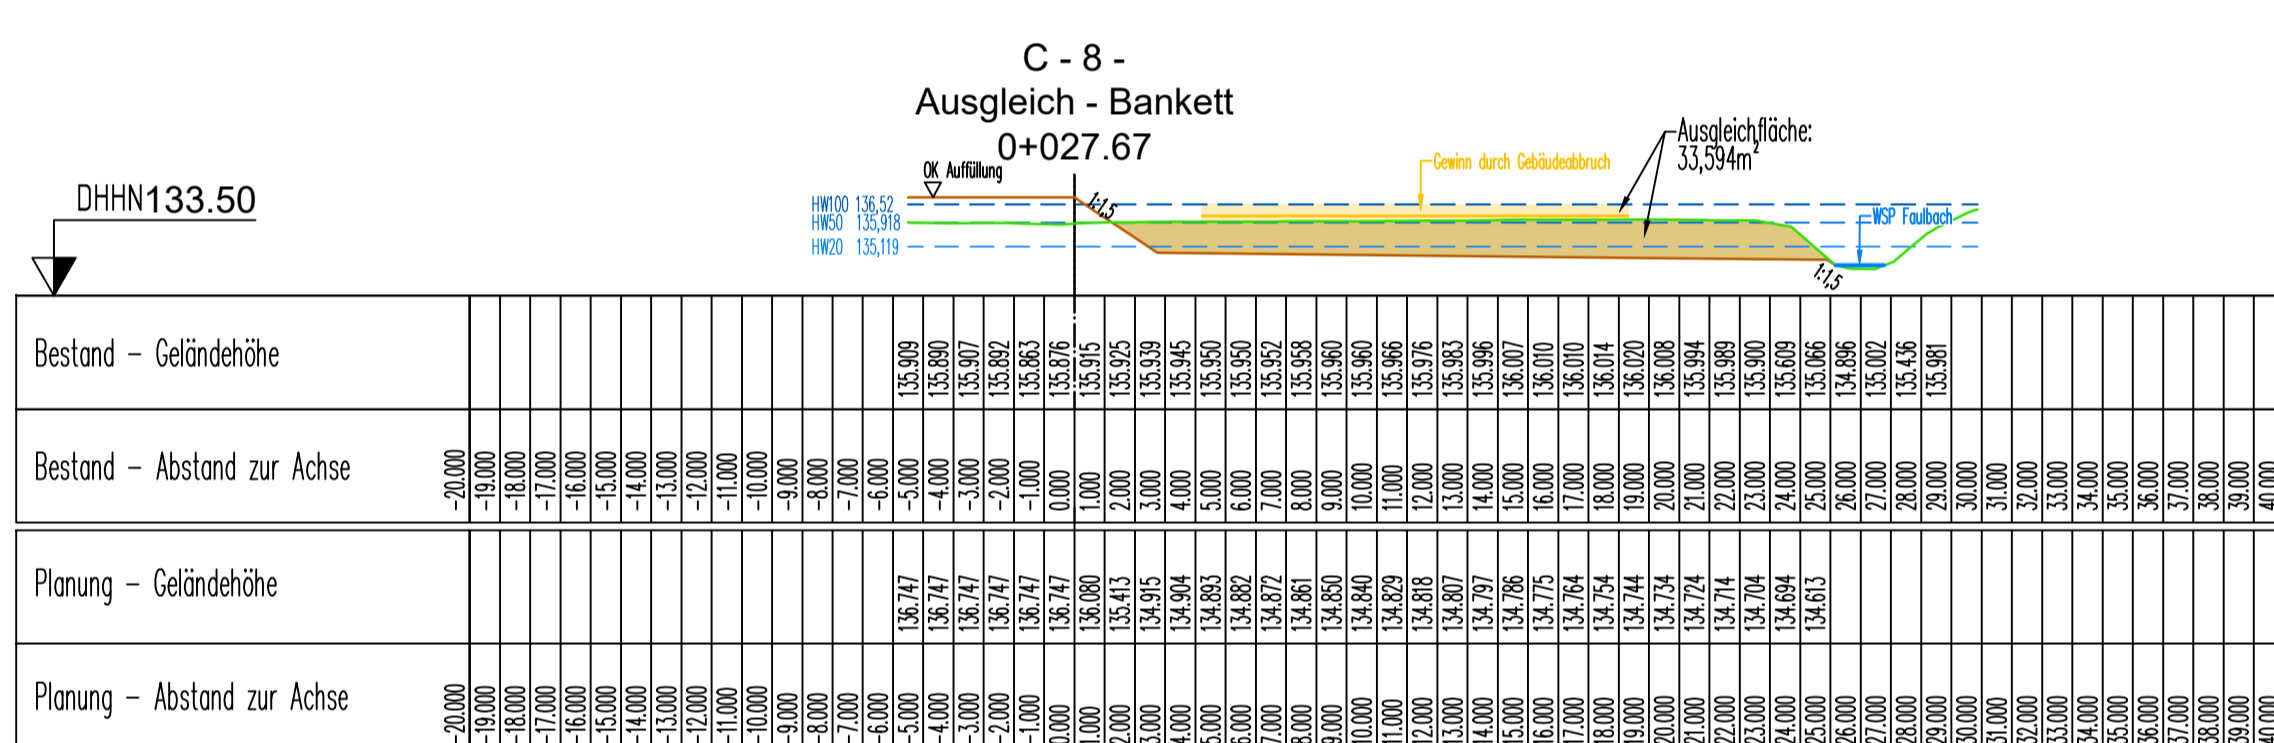 C - 8 -
Ausgleich - Bankett
0+027.67
Ausgleichfläche:
33,594m²
Gewinn durch Gebäudeabbruch
OK Auffüllung
DHHN133.50
HW100 136,52
HW50 135,918
HW20 135,119
1:1,5
WSP Faulbach
1:1,5
Bestand - Geländehöhe
135.909 135.890 135.907 135.892 135.863 135.876 135.915 135.925 135.939 135.945 135.950 135.950 135.952 135.958 135.960 135.960 135.966 135.976 135.983 135.996 136.007 136.010 136.010 136.014 136.020 136.008 135.994 135.989 135.900 135.609 135.066 134.896 135.002 135.436 135.981
Bestand - Abstand zur Achse
-20.000 -19.000 -18.000 -17.000 -16.000 -15.000 -14.000 -13.000 -12.000 -11.000 -10.000 -9.000 -8.000 -7.000 -6.000 -5.000 -4.000 -3.000 -2.000 -1.000 0.000 1.000 2.000 3.000 4.000 5.000 6.000 7.000 8.000 9.000 10.000 11.000 12.000 13.000 14.000 15.000 16.000 17.000 18.000 19.000 20.000 21.000 22.000 23.000 24.000 25.000 26.000 27.000 28.000 29.000 30.000 31.000 32.000 33.000 34.000 35.000 36.000 37.000 38.000 39.000 40.000
Planung - Geländehöhe
136.747 136.747 136.747 136.747 136.747 136.747 136.080 135.413 134.915 134.904 134.893 134.882 134.872 134.861 134.850 134.840 134.829 134.818 134.807 134.797 134.786 134.775 134.764 134.754 134.744 134.734 134.724 134.714 134.704 134.694 134.613
Planung - Abstand zur Achse
-20.000 -19.000 -18.000 -17.000 -16.000 -15.000 -14.000 -13.000 -12.000 -11.000 -10.000 -9.000 -8.000 -7.000 -6.000 -5.000 -4.000 -3.000 -2.000 -1.000 0.000 1.000 2.000 3.000 4.000 5.000 6.000 7.000 8.000 9.000 10.000 11.000 12.000 13.000 14.000 15.000 16.000 17.000 18.000 19.000 20.000 21.000 22.000 23.000 24.000 25.000 26.000 27.000 28.000 29.000 30.000 31.000 32.000 33.000 34.000 35.000 36.000 37.000 38.000 39.000 40.000